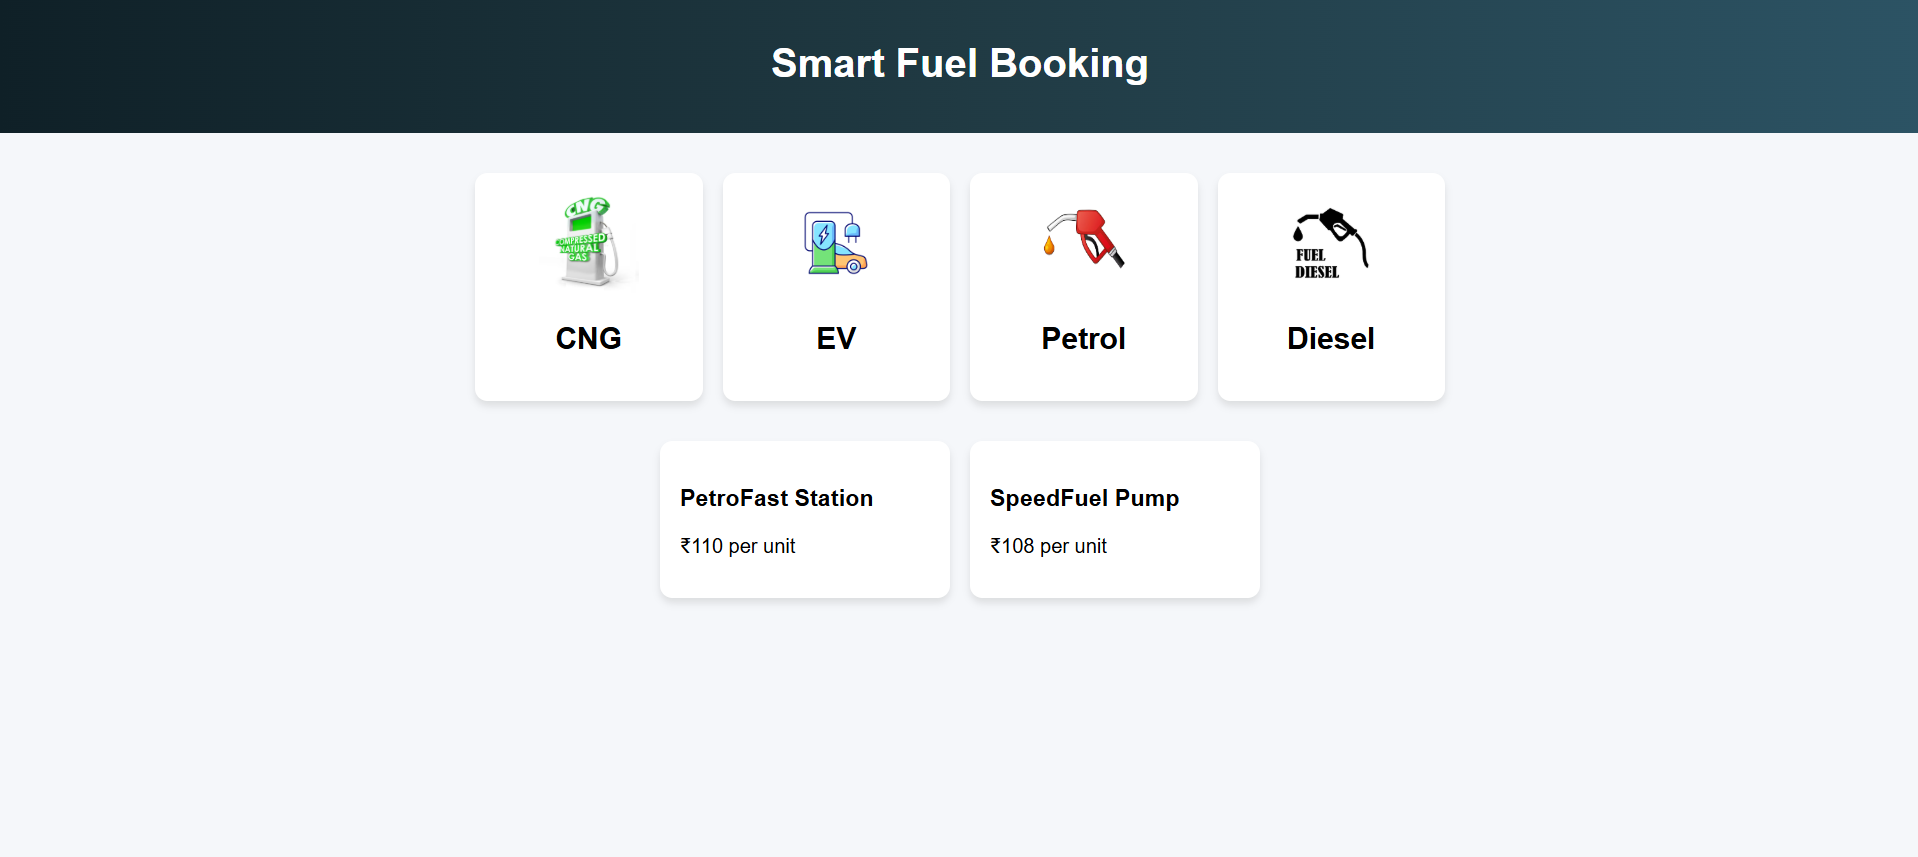 Smart Fuel Booking
CNG
COMPRESSED
NATURAL
GAS
FUEL
DIESEL
CNG
EV
Petrol
Diesel
PetroFast Station
SpeedFuel Pump
₹110 per unit
₹108 per unit